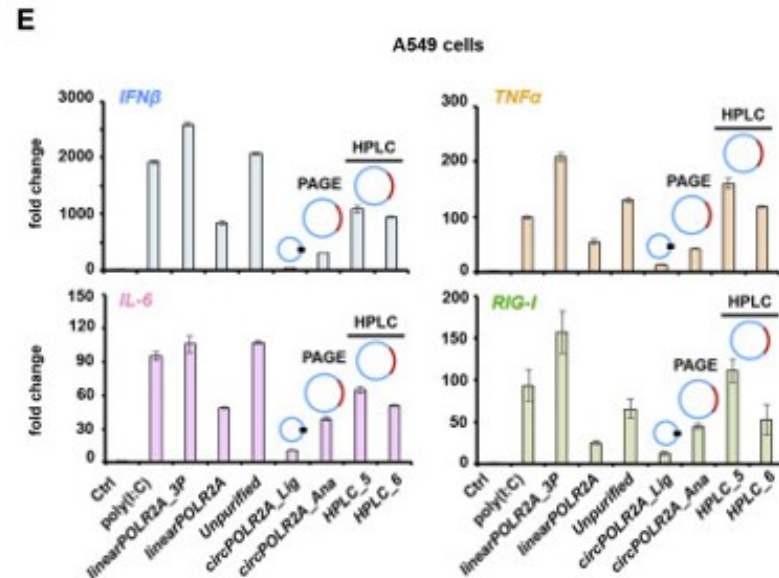 E
A549 cells
IFNβ
3000
2000
1000
0
fold change
PAGE
HPLC
TNFα
300
200
100
0
PAGE
HPLC
IL-6
150
120
90
60
30
0
fold change
PAGE
HPLC
RIG-I
200
150
100
50
0
PAGE
HPLC
Ctrl
poly(I:C)
linearPOLR2A_3P
linearPOLR2A
Unpurified
circPOLR2A_Lig
circPOLR2A_Ana
HPLC_5
HPLC_6
Ctrl
poly(I:C)
linearPOLR2A_3P
linearPOLR2A
Unpurified
circPOLR2A_Lig
circPOLR2A_Ana
HPLC_5
HPLC_6